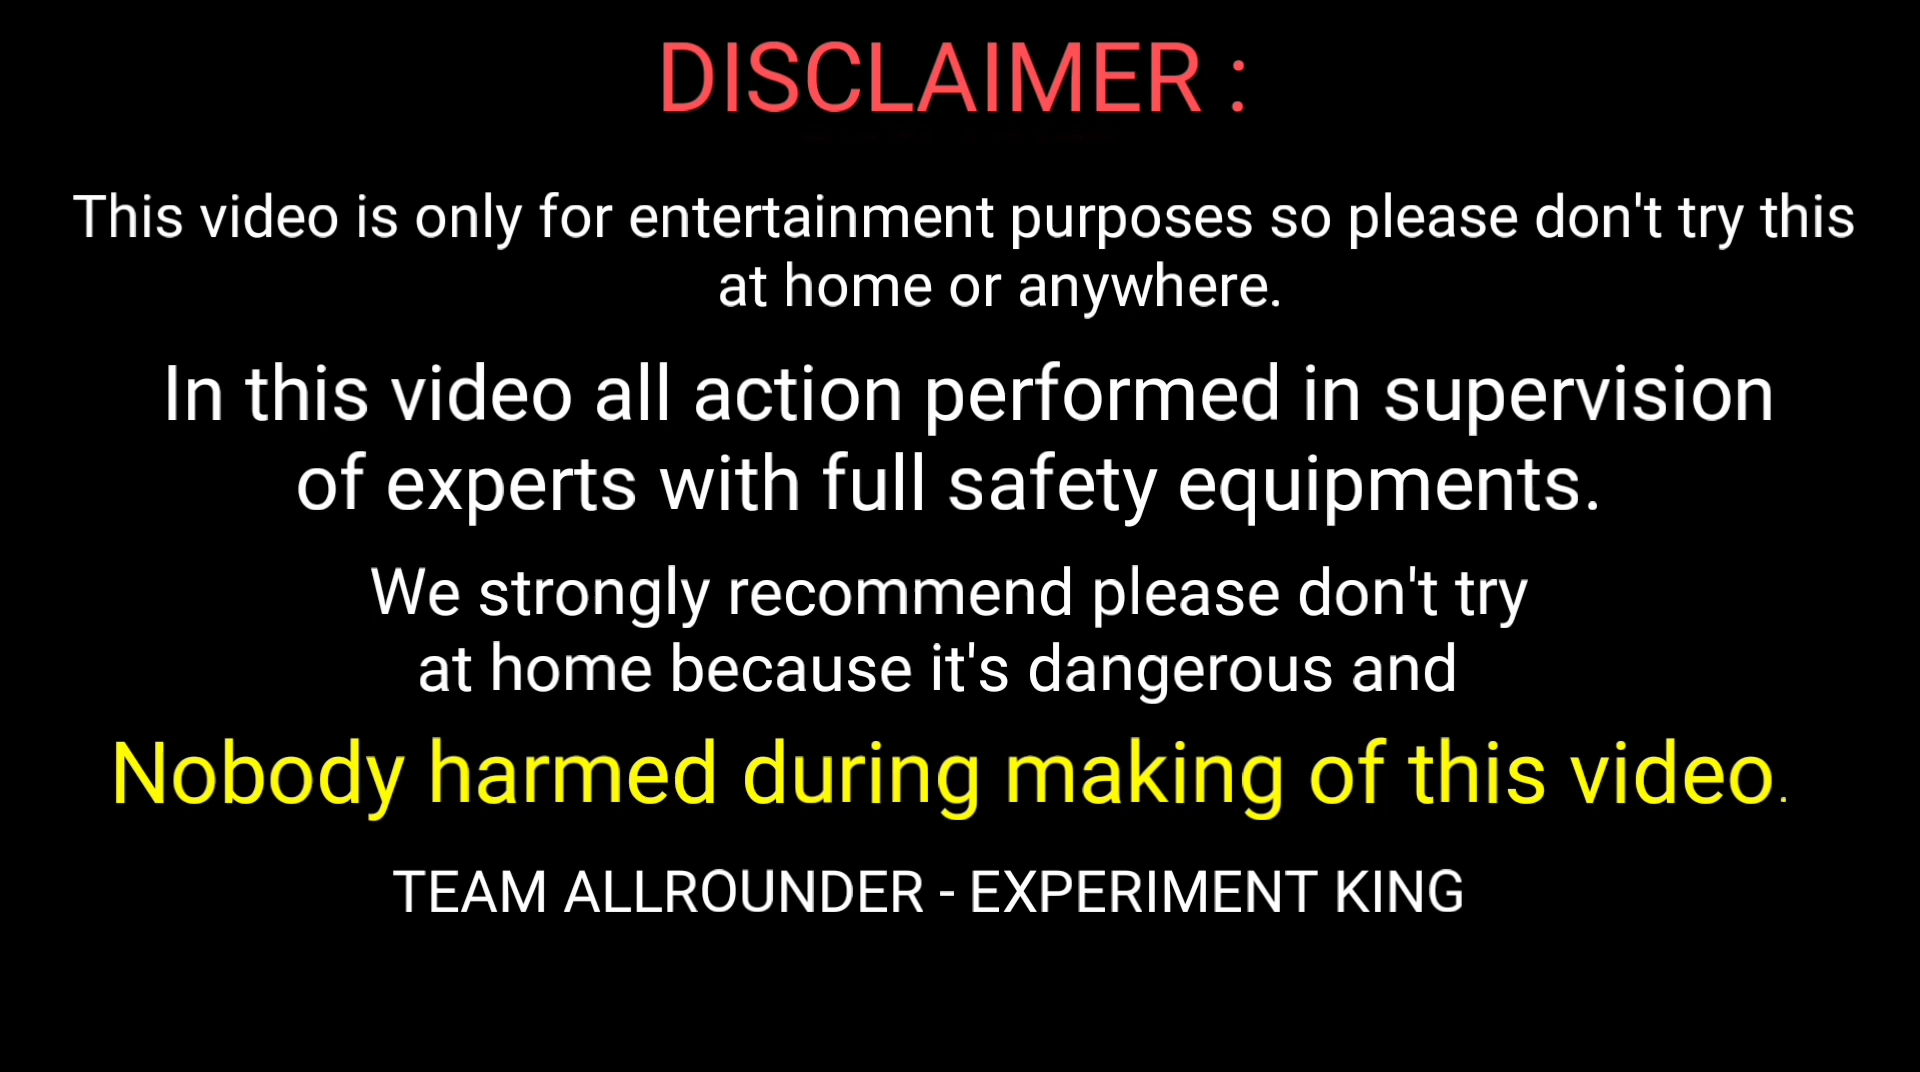 DISCLAIMER :
This video is only for entertainment purposes so please don't try this
at home or anywhere.
In this video all action performed in supervision
of experts with full safety equipments.
We strongly recommend please don't try
at home because it's dangerous and
Nobody harmed during making of this video.
TEAM ALLROUNDER - EXPERIMENT KING